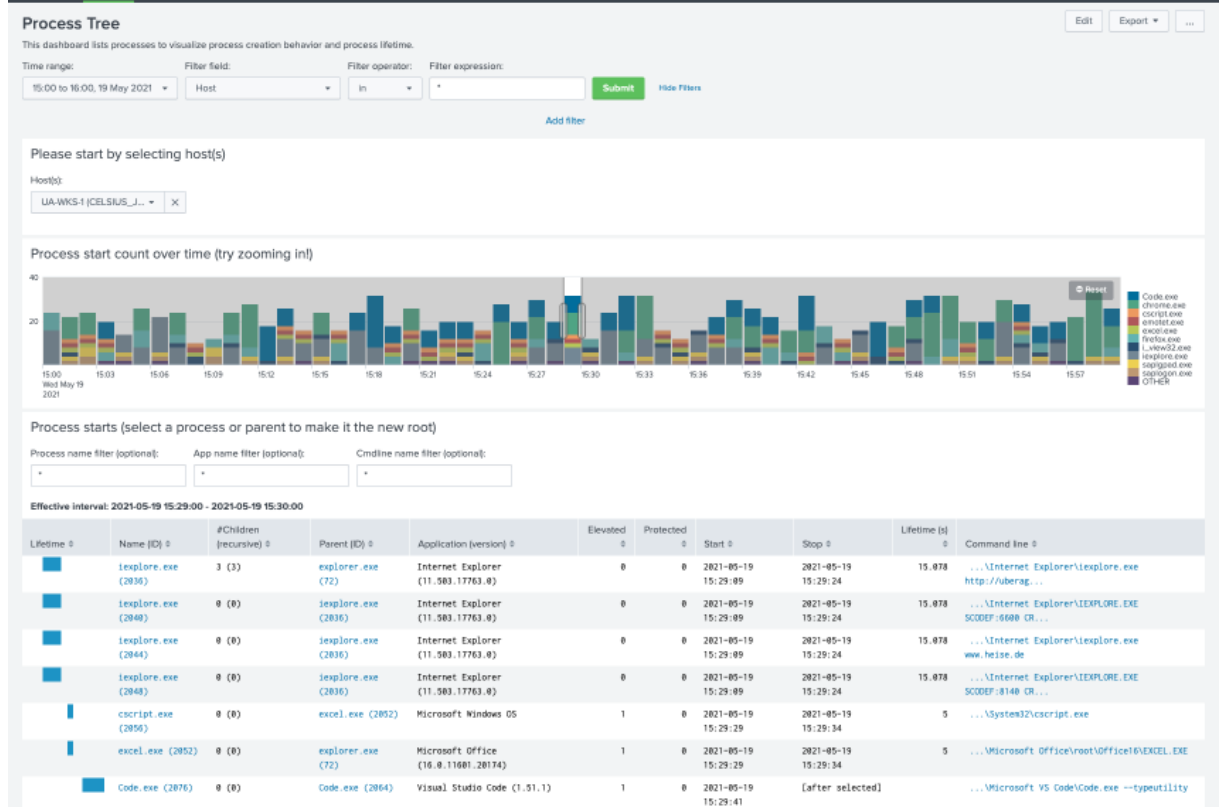 Process Tree
Edit
Export
...
This dashboard lists processes to visualize process creation behavior and process lifetime.
Time range: Filter field: Filter operator: Filter expression:
15:00 to 16:00, 19 May 2021 Host in * Submit Hide Filters
Add filter
Please start by selecting host(s)
Host(s):
UA-WKS-1 (CELSIUS_J... ×
Process start count over time (try zooming in!)
40
20
Reset
Code.exe
chrome.exe
cscript.exe
emotet.exe
excel.exe
firefox.exe
i_view32.exe
iexplore.exe
saplgpad.exe
saplogon.exe
OTHER
15:00 15:03 15:06 15:09 15:12 15:15 15:18 15:21 15:24 15:27 15:30 15:33 15:36 15:39 15:42 15:45 15:48 15:51 15:54 15:57
Wed May 19
2021
Process starts (select a process or parent to make it the new root)
Process name filter (optional): App name filter (optional): Cmdline name filter (optional):
* * *
Effective interval: 2021-05-19 15:29:00 - 2021-05-19 15:30:00
#Children Elevated Protected Lifetime (s)
Lifetime Name (ID) (recursive) Parent (ID) Application (version) Start Stop Command line
iexplore.exe 3 (3) explorer.exe Internet Explorer 0 0 2021-05-19 2021-05-19 15.078 ...\Internet Explorer\iexplore.exe
(2036) (72) (11.503.17763.0) 15:29:09 15:29:24 http://uberag...
iexplore.exe 0 (0) iexplore.exe Internet Explorer 0 0 2021-05-19 2021-05-19 15.078 ...\Internet Explorer\IEXPLORE.EXE
(2040) (2036) (11.503.17763.0) 15:29:09 15:29:24 SCODEF:6600 CR...
iexplore.exe 0 (0) iexplore.exe Internet Explorer 0 0 2021-05-19 2021-05-19 15.078 ...\Internet Explorer\iexplore.exe
(2044) (2036) (11.503.17763.0) 15:29:09 15:29:24 www.heise.de
iexplore.exe 0 (0) iexplore.exe Internet Explorer 0 0 2021-05-19 2021-05-19 15.078 ...\Internet Explorer\IEXPLORE.EXE
(2048) (2036) (11.503.17763.0) 15:29:09 15:29:24 SCODEF:8140 CR...
cscript.exe 0 (0) excel.exe (2052) Microsoft Windows OS 1 0 2021-05-19 2021-05-19 5 ...\System32\cscript.exe
(2056) 15:29:29 15:29:34
excel.exe (2052) 0 (0) explorer.exe Microsoft Office 1 0 2021-05-19 2021-05-19 5 ...\Microsoft Office\root\Office16\EXCEL.EXE
(72) (16.0.11601.20174) 15:29:29 15:29:34
Code.exe (2076) 0 (0) Code.exe (2064) Visual Studio Code (1.51.1) 1 0 2021-05-19 [after selected] ...\Microsoft VS Code\Code.exe --typeutility
15:29:41